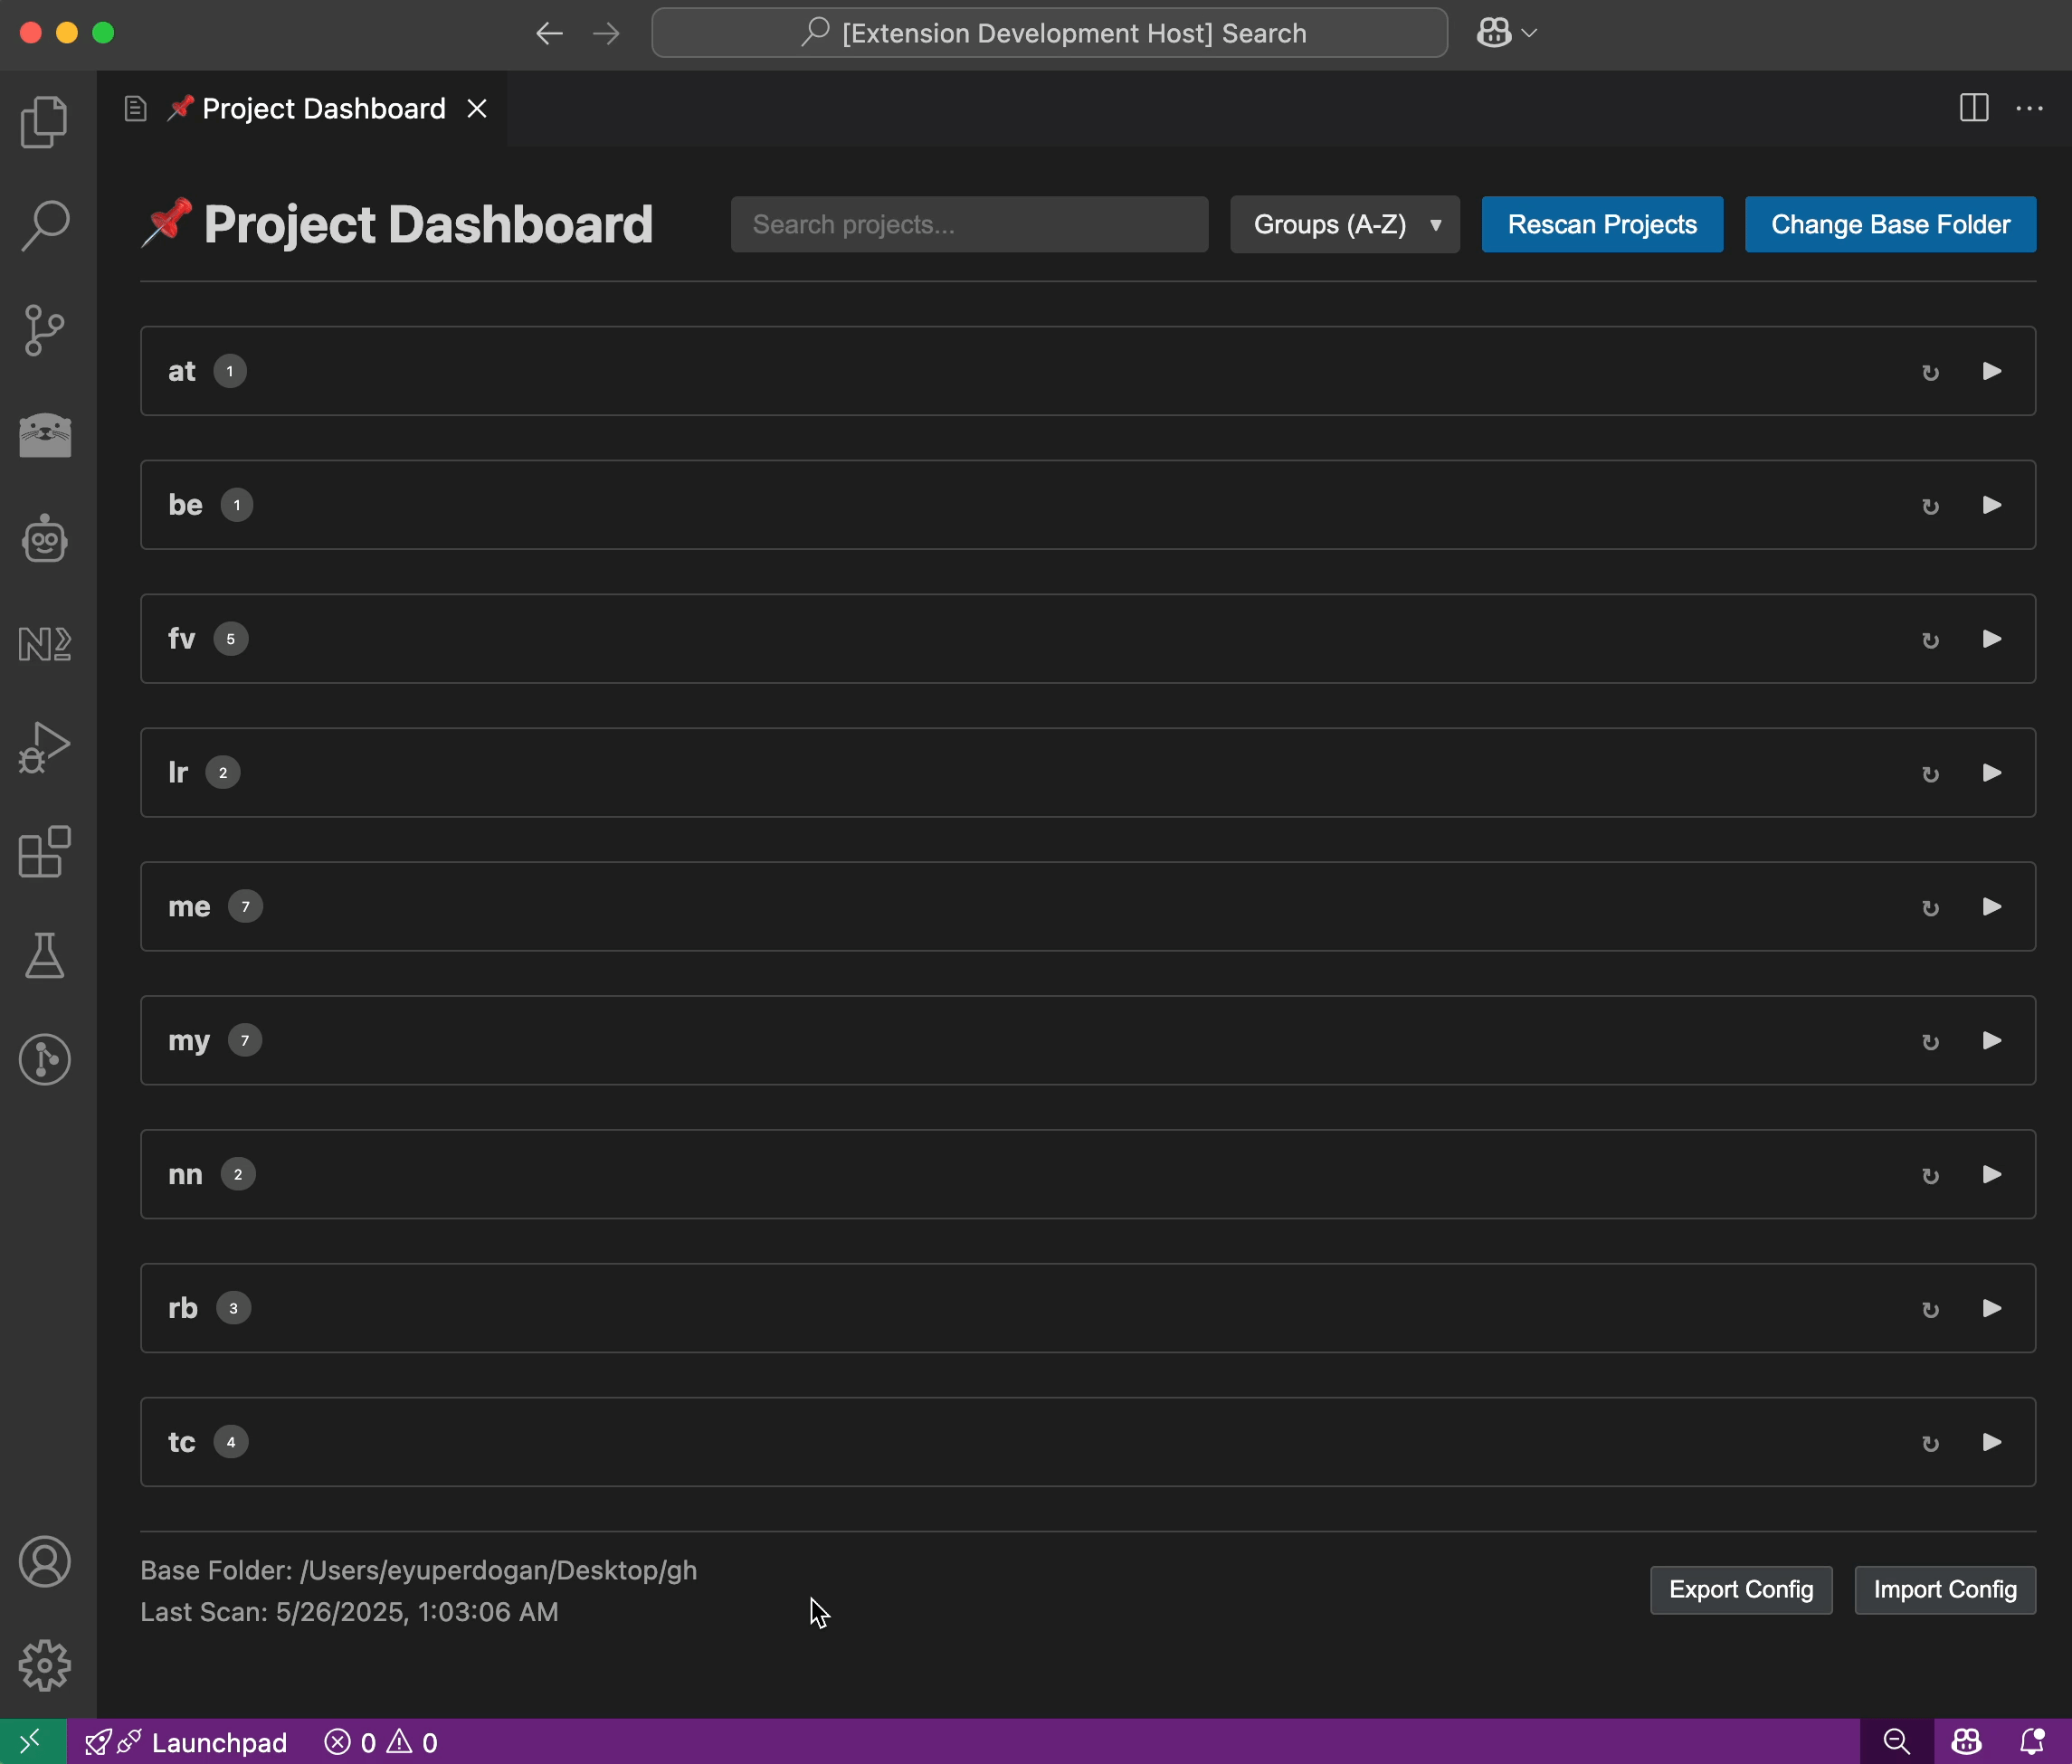 [Extension Development Host] Search
Project Dashboard
Project Dashboard
Search projects...
Groups (A-Z)
Rescan Projects
Change Base Folder
at 1
be 1
fv 5
lr 2
me 7
my 7
nn 2
rb 3
tc 4
Base Folder: /Users/eyuperdogan/Desktop/gh
Last Scan: 5/26/2025, 1:03:06 AM
Export Config
Import Config
Launchpad 0 0